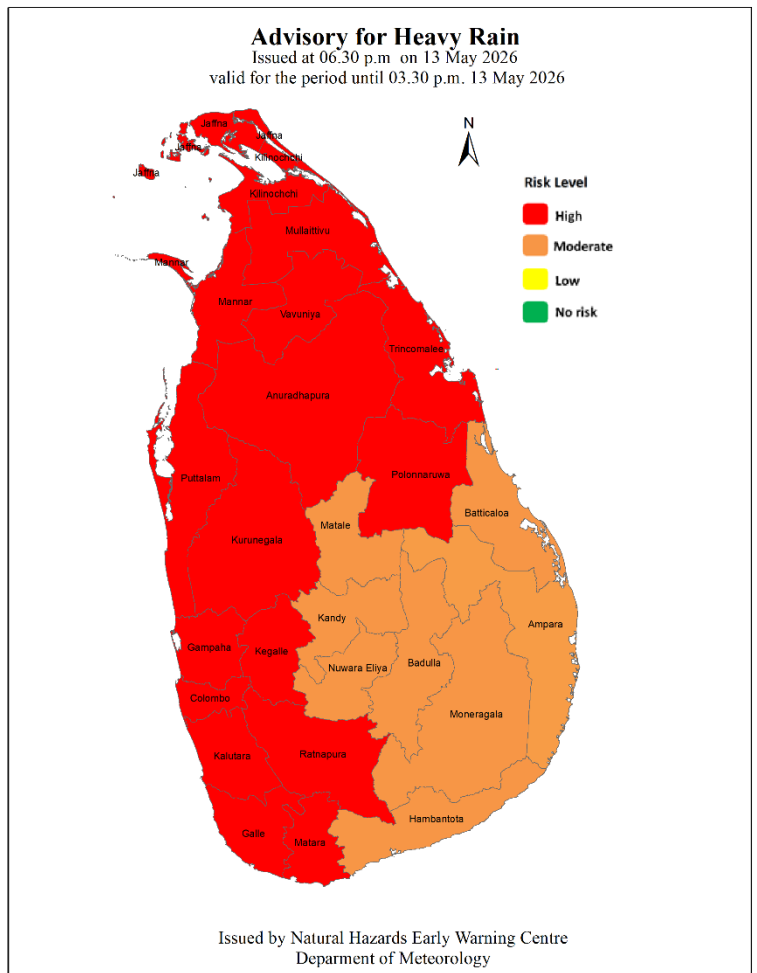 Advisory for Heavy Rain
Issued at 06.30 p.m on 13 May 2026
valid for the period until 03.30 p.m. 13 May 2026
N
Jaffna
Jaffna
Jaffna
Kilinochchi
Jaffna
Kilinochchi
Mullaittivu
Mannar
Mannar
Vavuniya
Trincomalee
Anuradhapura
Polonnaruwa
Puttalam
Batticaloa
Matale
Kurunegala
Kandy
Ampara
Gampaha
Kegalle
Nuwara Eliya
Badulla
Colombo
Moneragala
Kalutara
Ratnapura
Hambantota
Galle
Matara
Risk Level
High
Moderate
Low
No risk
Issued by Natural Hazards Early Warning Centre
Deparment of Meteorology